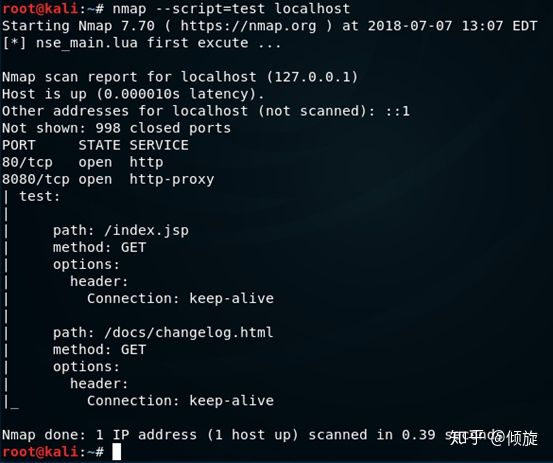 root@kali:~# nmap --script=test localhost
Starting Nmap 7.70 ( https://nmap.org ) at 2018-07-07 13:07 EDT
[*] nse_main.lua first excute ...
Nmap scan report for localhost (127.0.0.1)
Host is up (0.000010s latency).
Other addresses for localhost (not scanned): ::1
Not shown: 998 closed ports
PORT     STATE SERVICE
80/tcp   open  http
8080/tcp open  http-proxy
| test:
|
|     path: /index.jsp
|     method: GET
|     options:
|       header:
|         Connection: keep-alive
|
|     path: /docs/changelog.html
|     method: GET
|     options:
|       header:
|_        Connection: keep-alive
Nmap done: 1 IP address (1 host up) scanned in 0.39 seconds
知乎 @倾旋
root@kali:~#